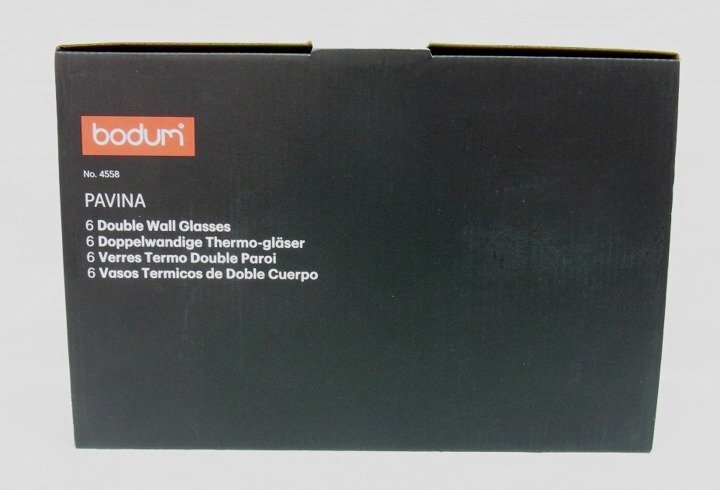 bodum
No. 4558
PAVINA
6 Double Wall Glasses
6 Doppelwandige Thermo-gläser
6 Verres Termo Double Paroi
6 Vasos Termicos de Doble Cuerpo